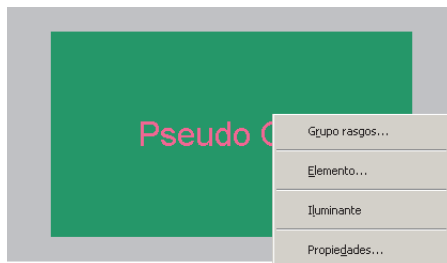 Pseudo
Grupo rasgos...
Elemento...
Iluminante
Propiedades...